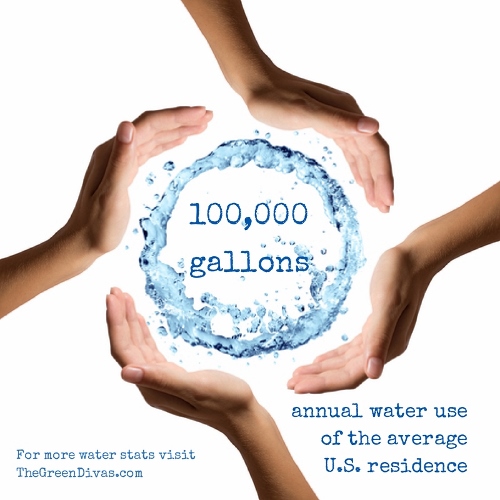 100,000
gallons
annual water use
of the average
U.S. residence
For more water stats visit
TheGreenDivas.com